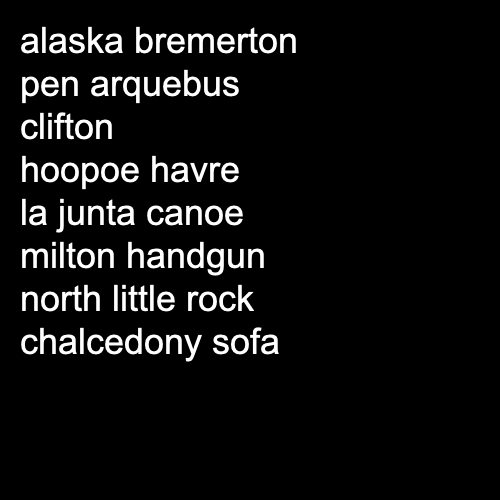 alaska bremerton
pen arquebus
clifton
hoopoe havre
la junta canoe
milton handgun
north little rock
chalcedony sofa